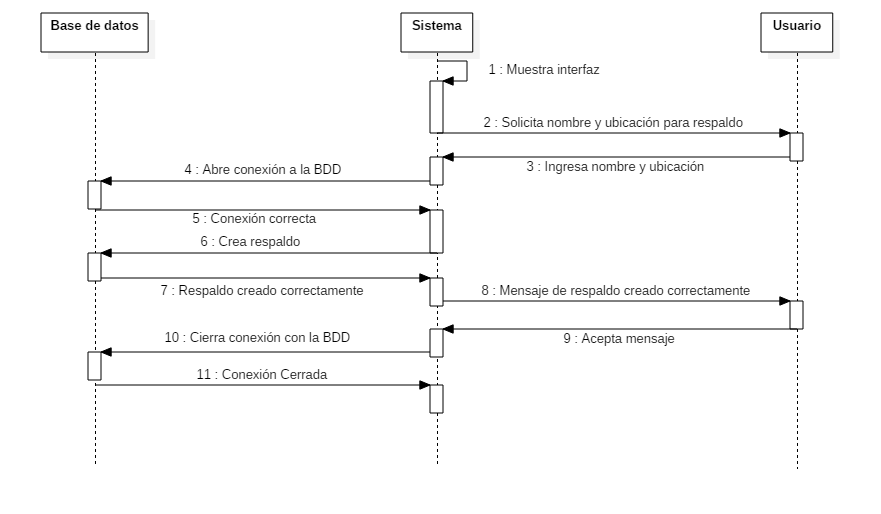 Base de datos
Sistema
Usuario
1 : Muestra interfaz
2 : Solicita nombre y ubicación para respaldo
3 : Ingresa nombre y ubicación
4 : Abre conexión a la BDD
5 : Conexión correcta
6 : Crea respaldo
7 : Respaldo creado correctamente
8 : Mensaje de respaldo creado correctamente
9 : Acepta mensaje
10 : Cierra conexión con la BDD
11 : Conexión Cerrada